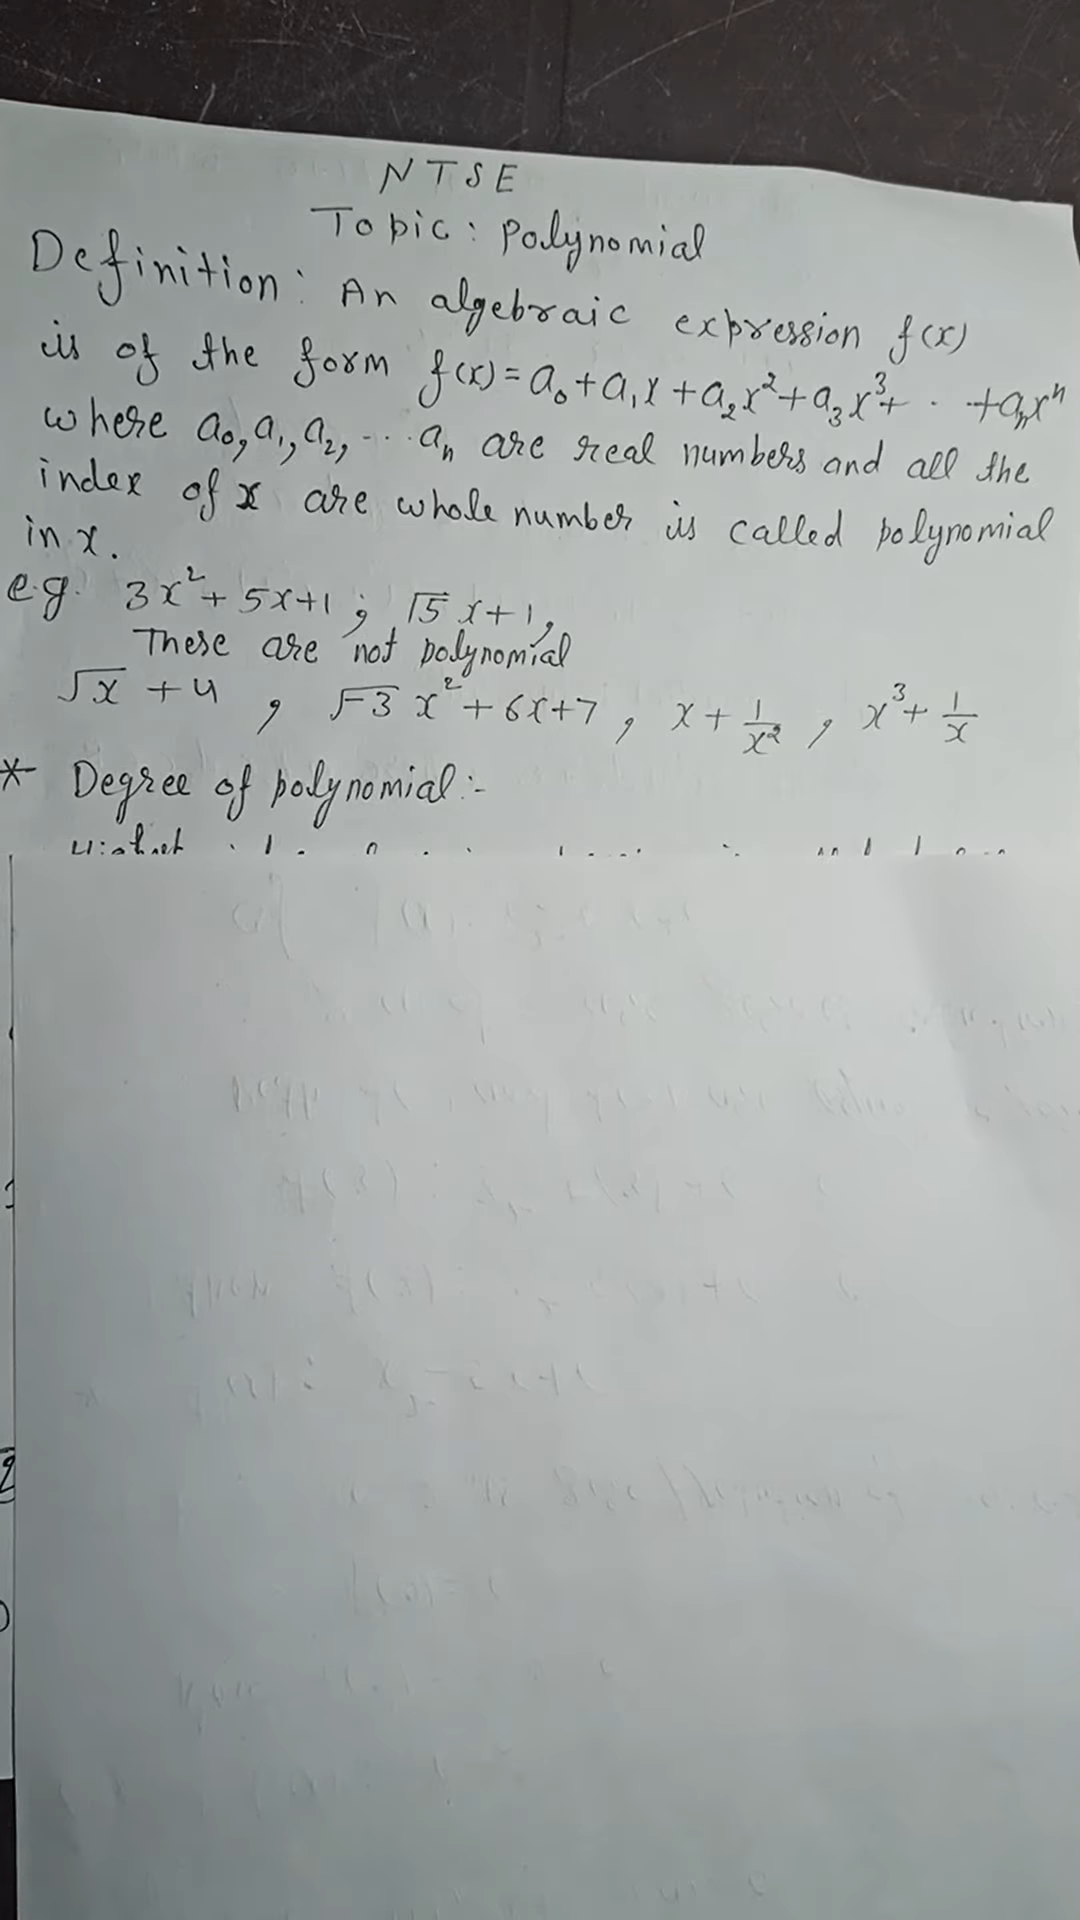 NTSE
Topic: Polynomial
Definition: An algebraic expression f(x)
is of the form f(x) = a₀ + a₁x + a₂x² + a₃x³ + . . + aₙxⁿ
where a₀, a₁, a₂, ... aₙ are real numbers and all the
index of x are whole number is called polynomial
in x.
e.g. 3x² + 5x + 1 ; √5 x + 1,
These are not polynomial
√x + 4 , √-3 x² + 6x + 7 , x + 1/x² , x³ + 1/x
* Degree of polynomial :-